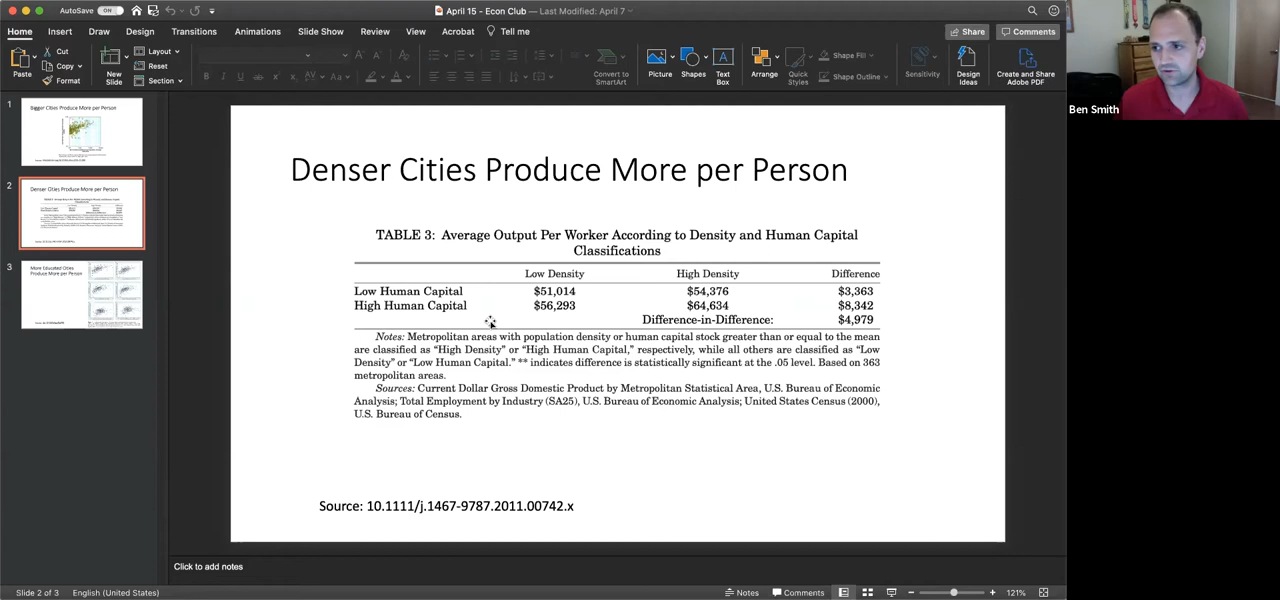 AutoSave ON
April 15 - Econ Club — Last Modified: April 7
Home Insert Draw Design Transitions Animations Slide Show Review View Acrobat Tell me
Share Comments
Paste
Cut
Copy
Format
New Slide
Layout
Reset
Section
Convert to SmartArt
Picture
Shapes
Text Box
Arrange
Quick Styles
Shape Fill
Shape Outline
Sensitivity
Design Ideas
Create and Share Adobe PDF
Ben Smith
1
Bigger Cities Produce More per Person
2
Denser Cities Produce More per Person
3
More Educated Cities
Produce More per Person
Denser Cities Produce More per Person
TABLE 3: Average Output Per Worker According to Density and Human Capital
Classifications
Low Density High Density Difference
Low Human Capital $51,014 $54,376 $3,363
High Human Capital $56,293 $64,634 $8,342
Difference-in-Difference: $4,979
Notes: Metropolitan areas with population density or human capital stock greater than or equal to the mean
are classified as “High Density” or “High Human Capital,” respectively, while all others are classified as “Low
Density” or “Low Human Capital.” ** indicates difference is statistically significant at the .05 level. Based on 363
metropolitan areas.
Sources: Current Dollar Gross Domestic Product by Metropolitan Statistical Area, U.S. Bureau of Economic
Analysis; Total Employment by Industry (SA25), U.S. Bureau of Economic Analysis; United States Census (2000),
U.S. Bureau of Census.
Source: 10.1111/j.1467-9787.2011.00742.x
Click to add notes
Slide 2 of 3 English (United States)
Notes Comments 121%